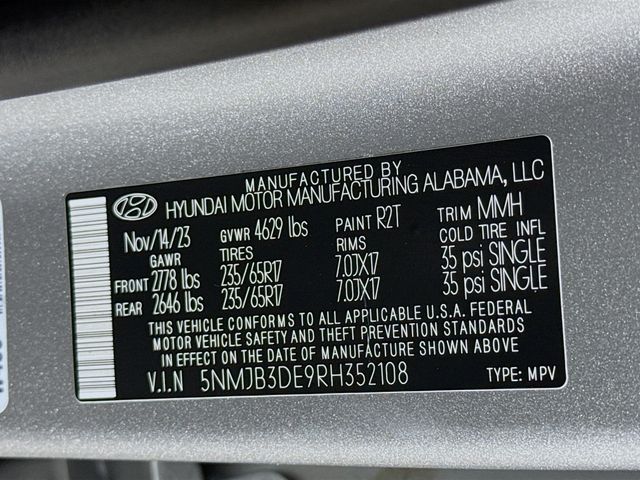 MANUFACTURED BY
HYUNDAI MOTOR MANUFACTURING ALABAMA, LLC
Nov/14/23 GVWR 4629 lbs PAINT R2T TRIM MMH
GAWR TIRES RIMS COLD TIRE INFL
FRONT 2778 lbs 235/65R17 7.0JX17 35 psi SINGLE
REAR 2646 lbs 235/65R17 7.0JX17 35 psi SINGLE
THIS VEHICLE CONFORMS TO ALL APPLICABLE U.S.A. FEDERAL
MOTOR VEHICLE SAFETY AND THEFT PREVENTION STANDARDS
IN EFFECT ON THE DATE OF MANUFACTURE SHOWN ABOVE
V.I.N 5NMJB3DE9RH352108 TYPE: MPV